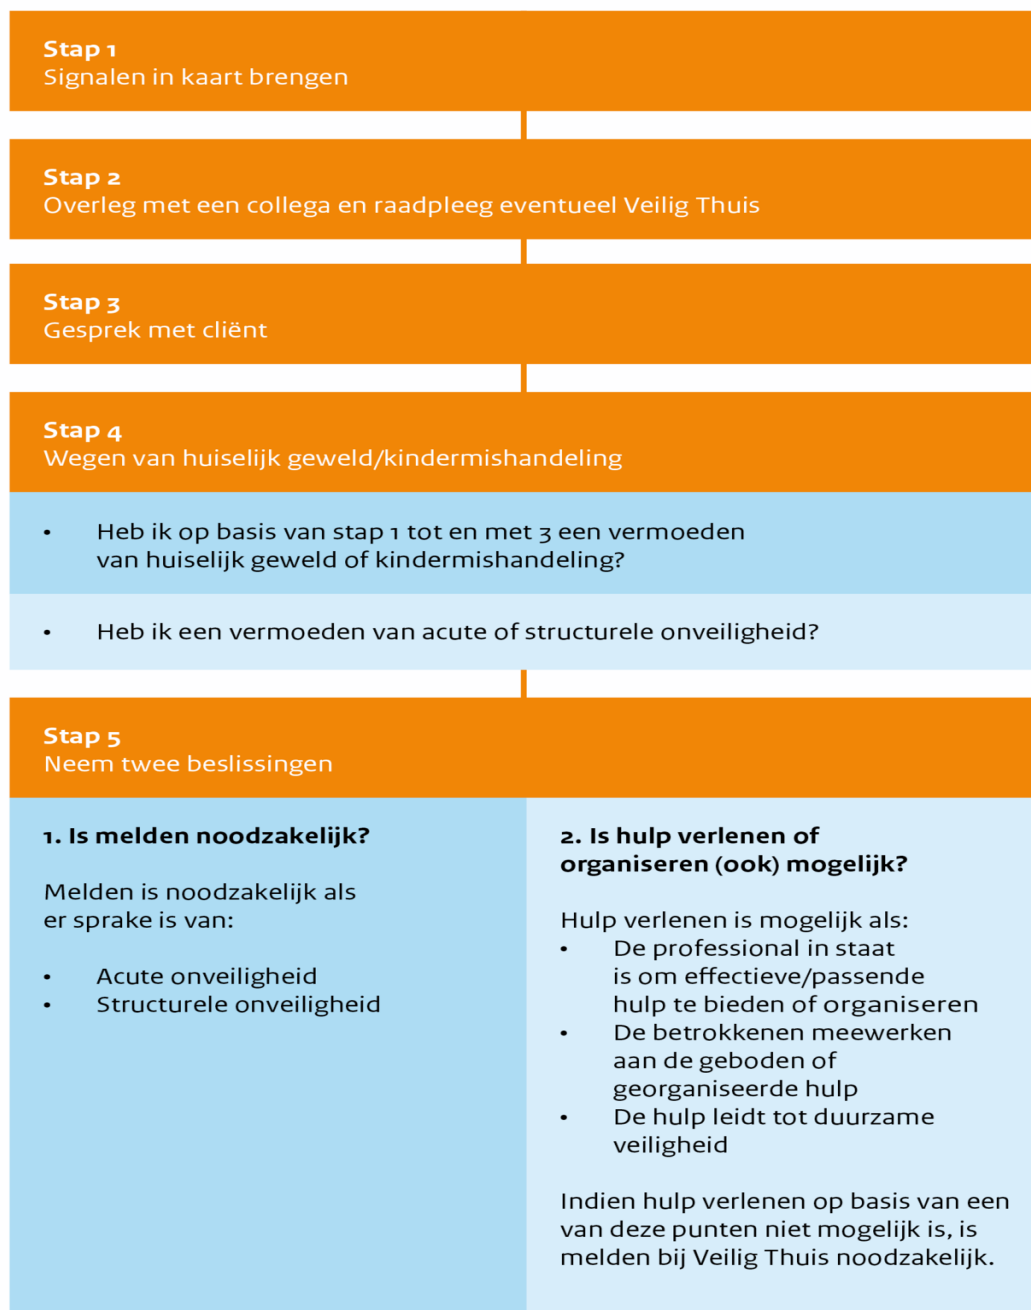 Stap 1
Signalen in kaart brengen
Stap 2
Overleg met een collega en raadpleeg eventueel Veilig Thuis
Stap 3
Gesprek met cliënt
Stap 4
Wegen van huiselijk geweld/kindermishandeling
• Heb ik op basis van stap 1 tot en met 3 een vermoeden
van huiselijk geweld of kindermishandeling?
• Heb ik een vermoeden van acute of structurele onveiligheid?
Stap 5
Neem twee beslissingen
1. Is melden noodzakelijk?
Melden is noodzakelijk als
er sprake is van:
• Acute onveiligheid
• Structurele onveiligheid
2. Is hulp verlenen of
organiseren (ook) mogelijk?
Hulp verlenen is mogelijk als:
• De professional in staat
is om effectieve/passende
hulp te bieden of organiseren
• De betrokkenen meewerken
aan de geboden of
georganiseerde hulp
• De hulp leidt tot duurzame
veiligheid
Indien hulp verlenen op basis van een
van deze punten niet mogelijk is, is
melden bij Veilig Thuis noodzakelijk.